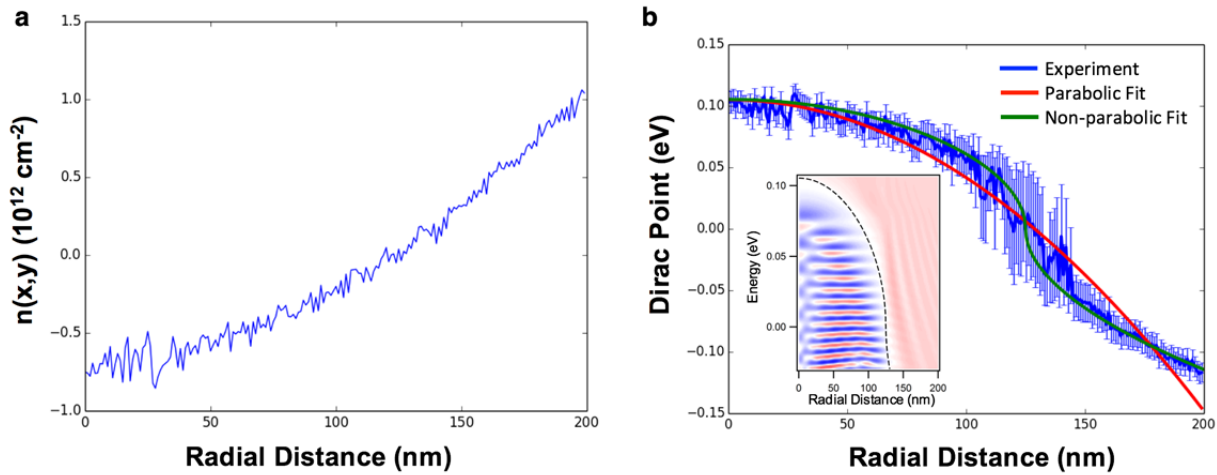 a
1.5
1.0
0.5
0.0
−0.5
−1.0
n(x,y) (10¹² cm⁻²)
0 50 100 150 200
Radial Distance (nm)
b
0.15
0.10
0.05
0.00
−0.05
−0.10
−0.15
Dirac Point (eV)
Experiment
Parabolic Fit
Non-parabolic Fit
0.10
0.05
0.00
Energy (eV)
0 50 100 150 200
Radial Distance (nm)
0 50 100 150 200
Radial Distance (nm)